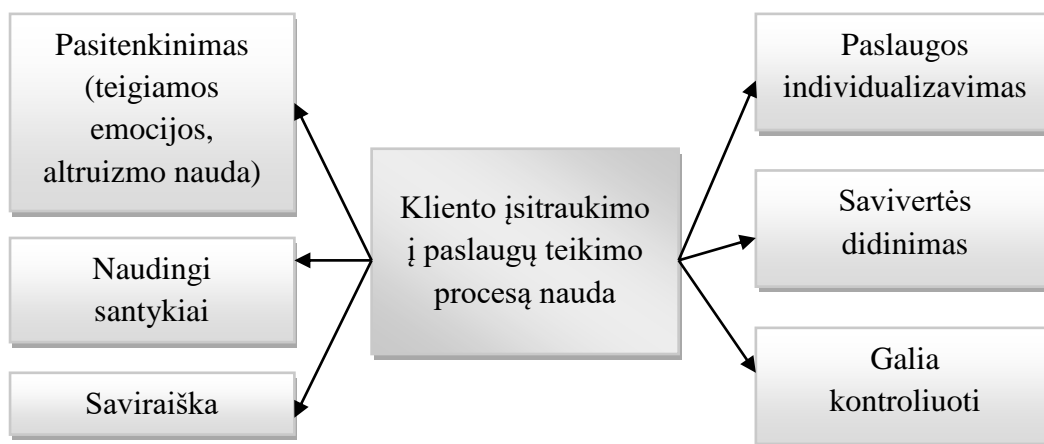 Pasitenkinimas
(teigiamos
emocijos,
altruizmo nauda)
Naudingi
santykiai
Saviraiška
Kliento įsitraukimo
į paslaugų teikimo
procesą nauda
Paslaugos
individualizavimas
Savivertės
didinimas
Galia
kontroliuoti